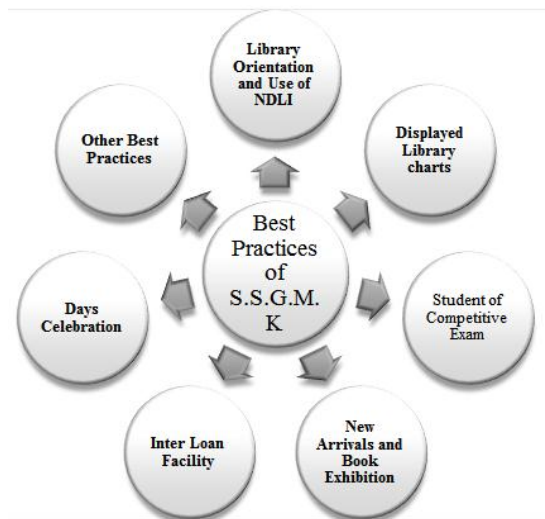 Library
Orientation
and Use of
NDLI
Displayed
Library
charts
Student of
Competitive
Exam
New
Arrivals and
Book
Exhibition
Inter Loan
Facility
Days
Celebration
Other Best
Practices
Best
Practices
of
S.S.G.M.
K